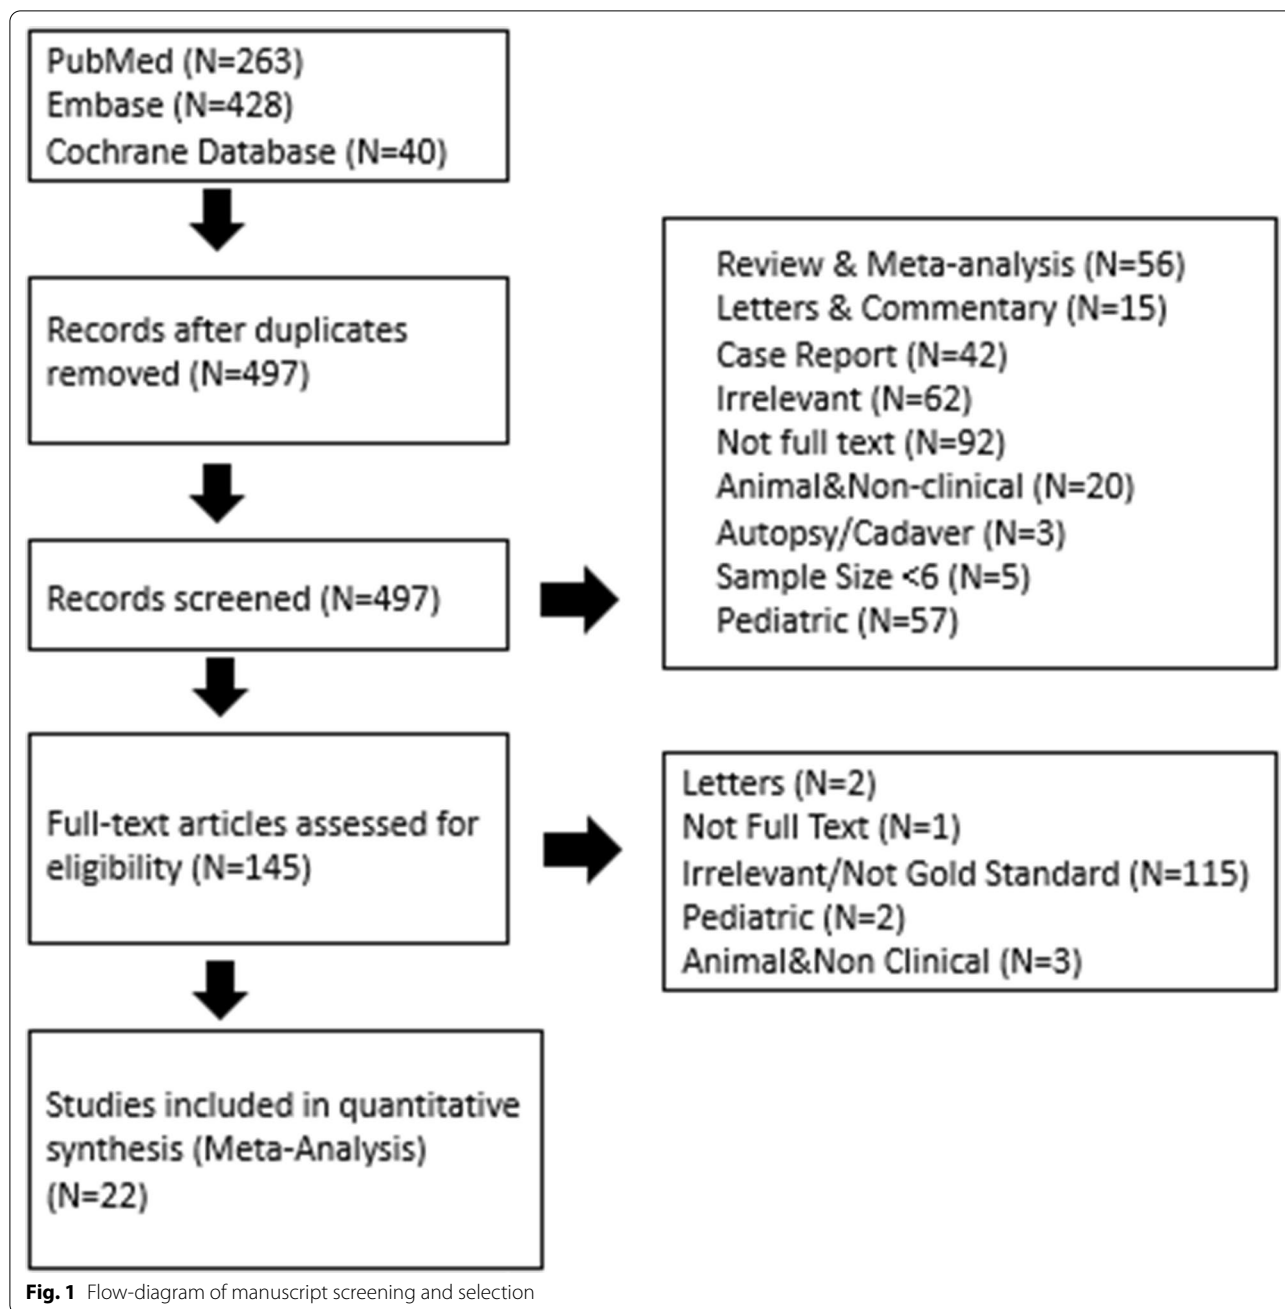 PubMed (N=263)
Embase (N=428)
Cochrane Database (N=40)
Records after duplicates
removed (N=497)
Records screened (N=497)
Review & Meta-analysis (N=56)
Letters & Commentary (N=15)
Case Report (N=42)
Irrelevant (N=62)
Not full text (N=92)
Animal&Non-clinical (N=20)
Autopsy/Cadaver (N=3)
Sample Size <6 (N=5)
Pediatric (N=57)
Full-text articles assessed for
eligibility (N=145)
Letters (N=2)
Not Full Text (N=1)
Irrelevant/Not Gold Standard (N=115)
Pediatric (N=2)
Animal&Non Clinical (N=3)
Studies included in quantitative
synthesis (Meta-Analysis)
(N=22)
Fig. 1 Flow-diagram of manuscript screening and selection